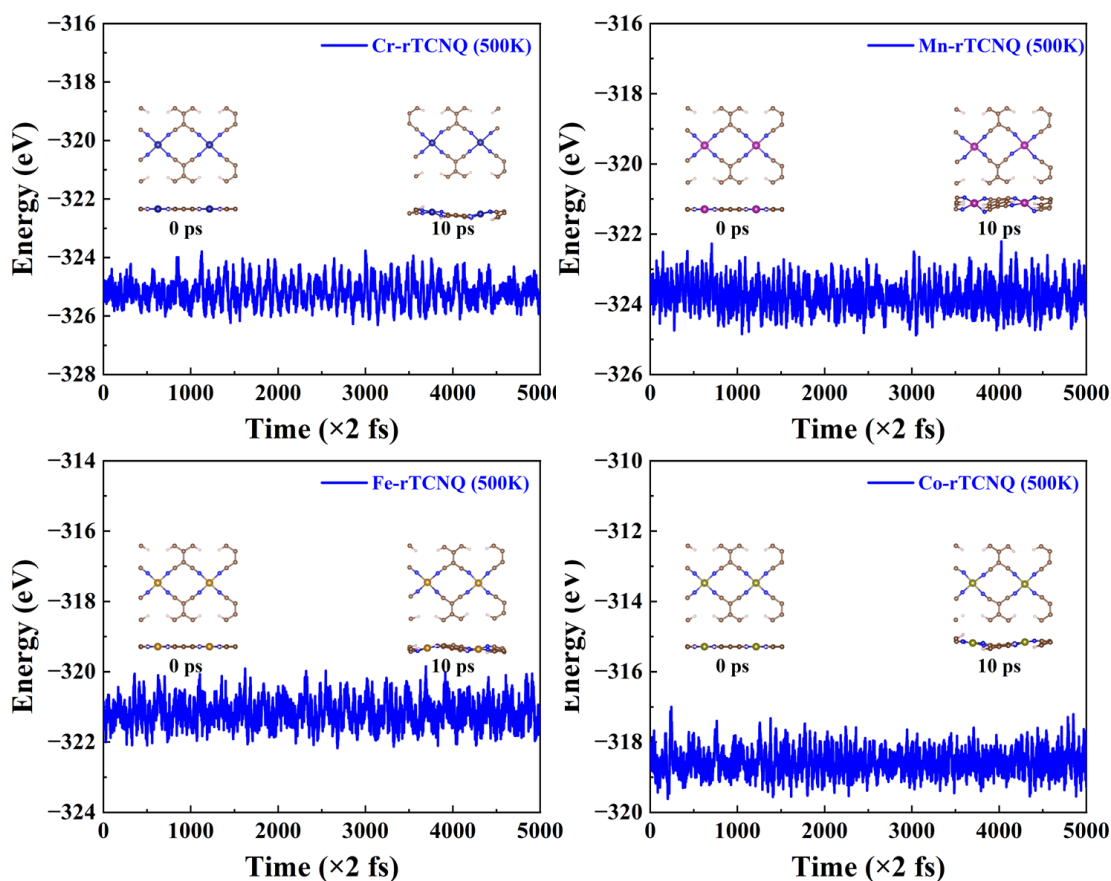 −316
−318
−320
−322
−324
−326
−328
Energy (eV)
Cr-rTCNQ (500K)
0 ps
10 ps
0
1000
2000
3000
4000
5000
Time (×2 fs)
−316
−318
−320
−322
−324
−326
Energy (eV)
Mn-rTCNQ (500K)
0 ps
10 ps
0
1000
2000
3000
4000
5000
Time (×2 fs)
−314
−316
−318
−320
−322
−324
Energy (eV)
Fe-rTCNQ (500K)
0 ps
10 ps
0
1000
2000
3000
4000
5000
Time (×2 fs)
−310
−312
−314
−315
−318
−320
Energy (eV)
Co-rTCNQ (500K)
0 ps
10 ps
0
1000
2000
3000
4000
5000
Time (×2 fs)